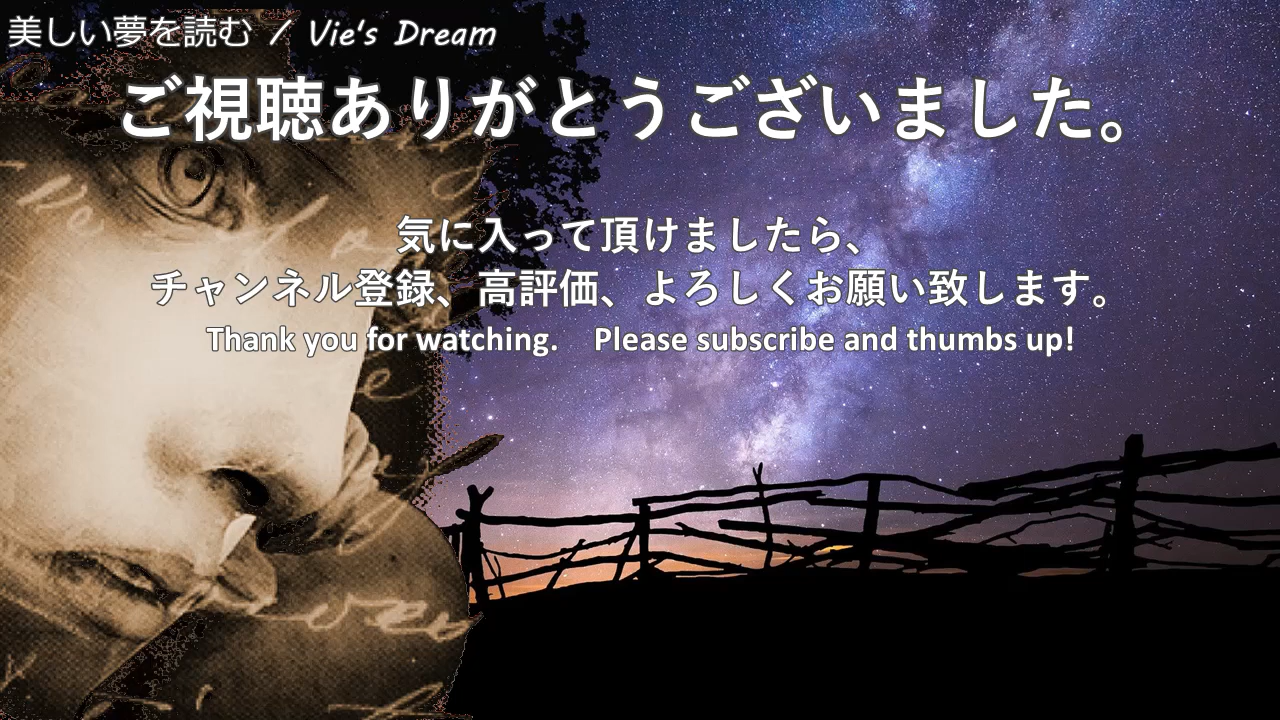 美しい夢を読む / Vie's Dream
ご視聴ありがとうございました。
気に入って頂けましたら、
チャンネル登録、高評価、よろしくお願い致します。
Thank you for watching. Please subscribe and thumbs up!